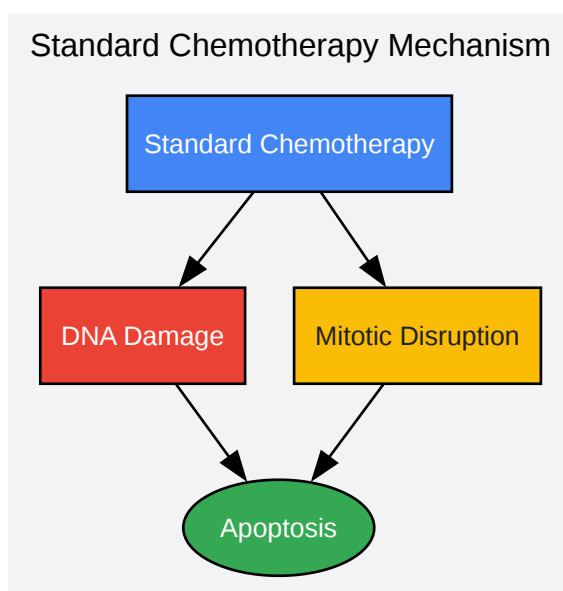 Standard Chemotherapy Mechanism
Standard Chemotherapy
DNA Damage
Mitotic Disruption
Apoptosis